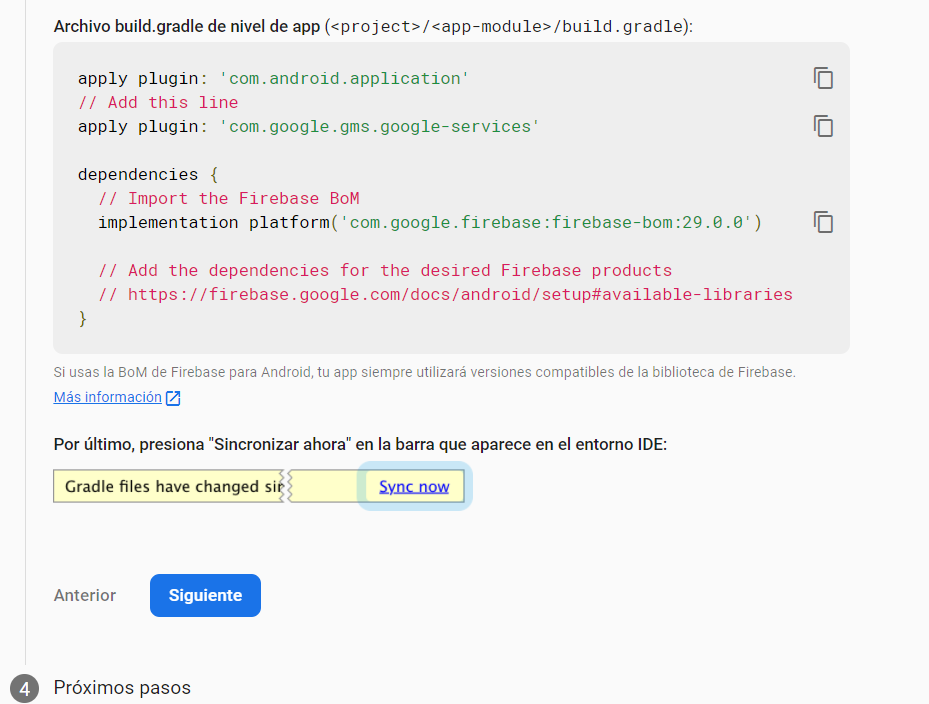 Archivo build.gradle de nivel de app (<project>/<app-module>/build.gradle):
apply plugin: 'com.android.application'
// Add this line
apply plugin: 'com.google.gms.google-services'
dependencies {
// Import the Firebase BoM
implementation platform('com.google.firebase:firebase-bom:29.0.0')
// Add the dependencies for the desired Firebase products
// https://firebase.google.com/docs/android/setup#available-libraries
}
Si usas la BoM de Firebase para Android, tu app siempre utilizará versiones compatibles de la biblioteca de Firebase.
Más información
Por último, presiona "Sincronizar ahora" en la barra que aparece en el entorno IDE:
Gradle files have changed sin Sync now
Anterior Siguiente
4 Próximos pasos